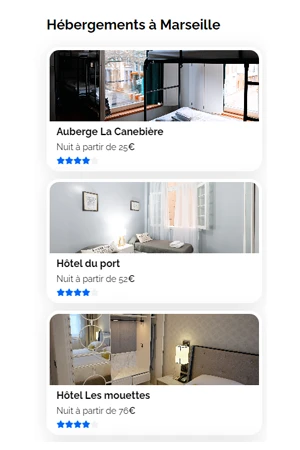 Hébergements à Marseille
Auberge La Canebière
Nuit à partir de 25€
Hôtel du port
Nuit à partir de 52€
Hôtel Les mouettes
Nuit à partir de 76€